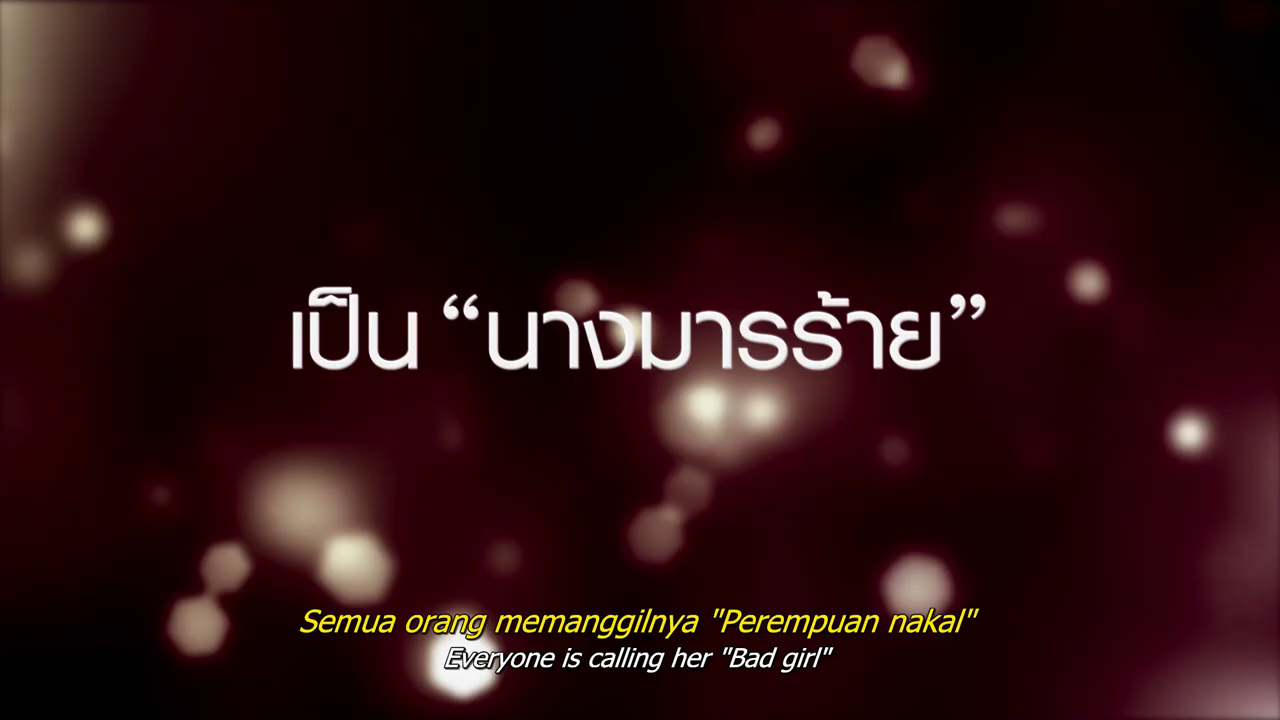 เป็น “นางมารร้าย”
Semua orang memanggilnya "Perempuan nakal"
Everyone is calling her "Bad girl"